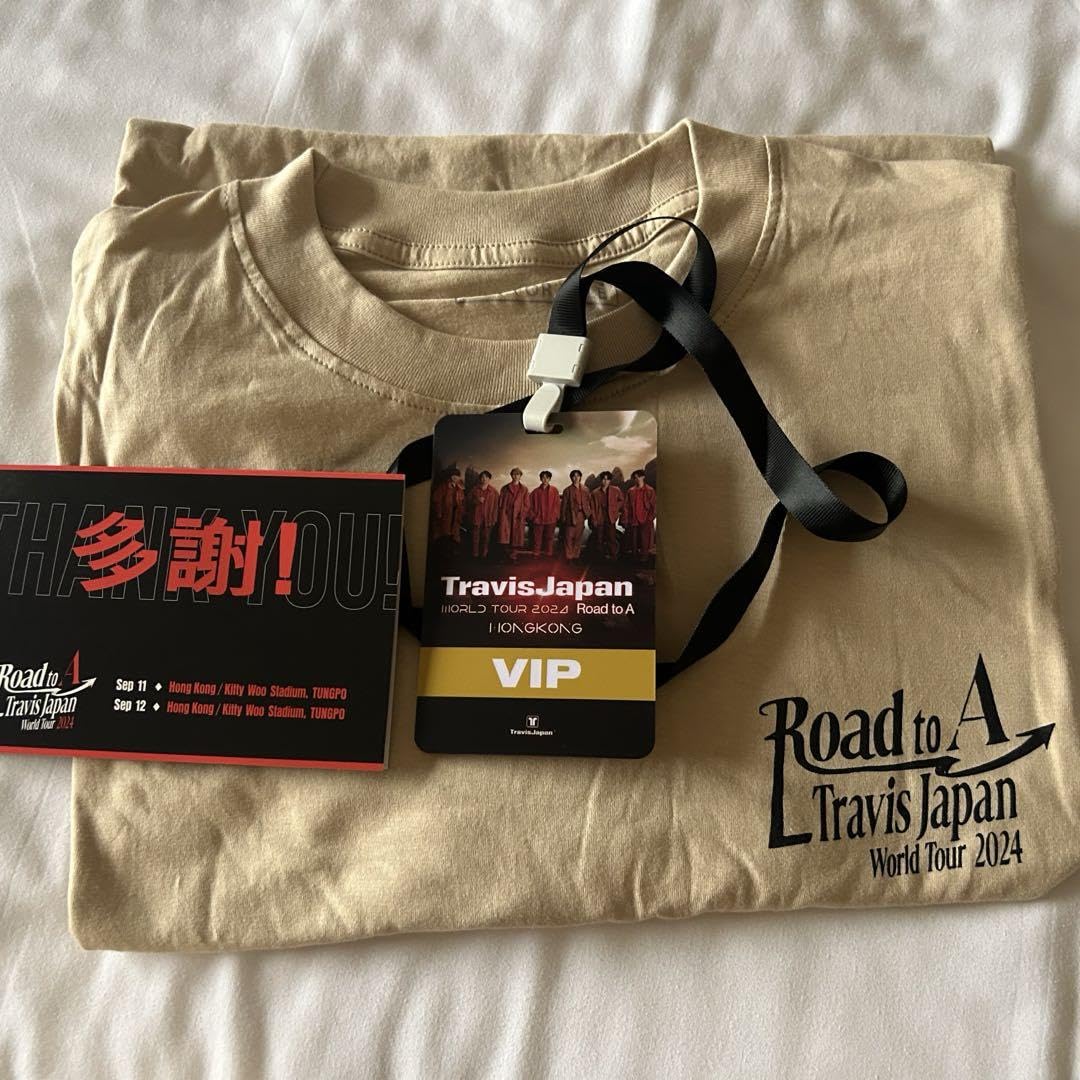 THANK YOU!
多謝!
Road to A
Travis Japan
World Tour 2024
Sep 11 ♦ Hong Kong / Kitty Woo Stadium, TUNGPO
Sep 12 ♦ Hong Kong / Kitty Woo Stadium, TUNGPO
TravisJapan
WORLD TOUR 2024 Road to A
HONGKONG
VIP
TravisJapan
Road to A
Travis Japan
World Tour 2024